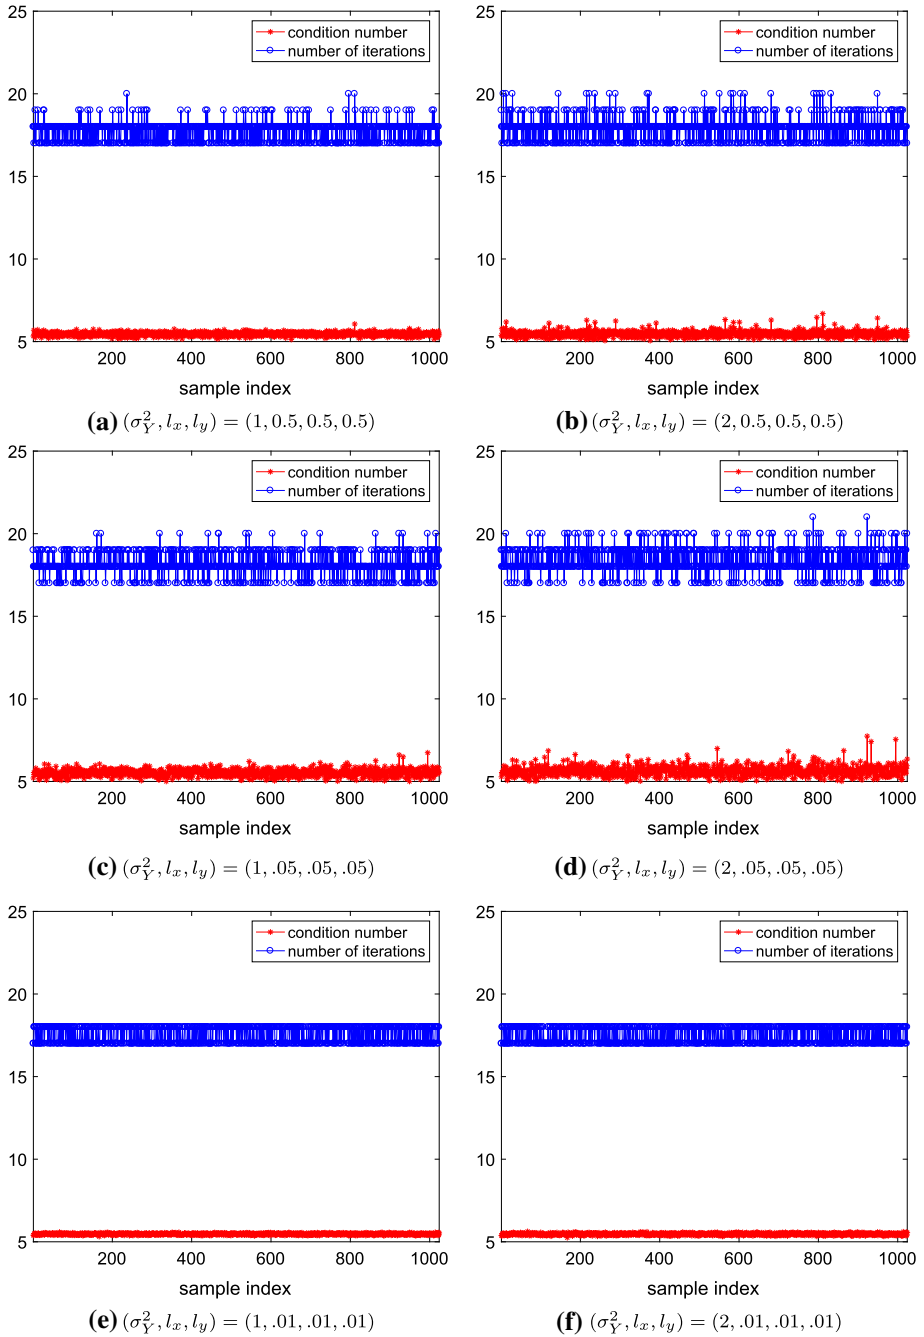 25
20
15
10
5
condition number
number of iterations
200 400 600 800 1000
sample index
(a) (σ_Y^2, l_x, l_y) = (1, 0.5, 0.5, 0.5)
25
20
15
10
5
condition number
number of iterations
200 400 600 800 1000
sample index
(b) (σ_Y^2, l_x, l_y) = (2, 0.5, 0.5, 0.5)
25
20
15
10
5
condition number
number of iterations
200 400 600 800 1000
sample index
(c) (σ_Y^2, l_x, l_y) = (1, .05, .05, .05)
25
20
15
10
5
condition number
number of iterations
200 400 600 800 1000
sample index
(d) (σ_Y^2, l_x, l_y) = (2, .05, .05, .05)
25
20
15
10
5
condition number
number of iterations
200 400 600 800 1000
sample index
(e) (σ_Y^2, l_x, l_y) = (1, .01, .01, .01)
25
20
15
10
5
condition number
number of iterations
200 400 600 800 1000
sample index
(f) (σ_Y^2, l_x, l_y) = (2, .01, .01, .01)